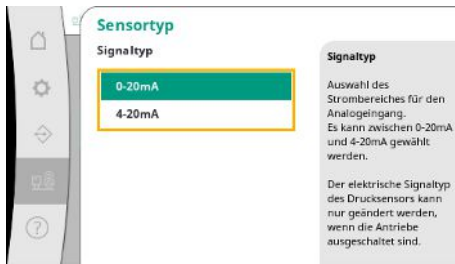 Sensortyp
Signaltyp
0-20mA
4-20mA
Signaltyp
Auswahl des
Strombereiches für den
Analogeingang.
Es kann zwischen 0-20mA
und 4-20mA gewählt
werden.
Der elektrische Signaltyp
des Drucksensors kann
nur geändert werden,
wenn die Antriebe
ausgeschaltet sind.
?